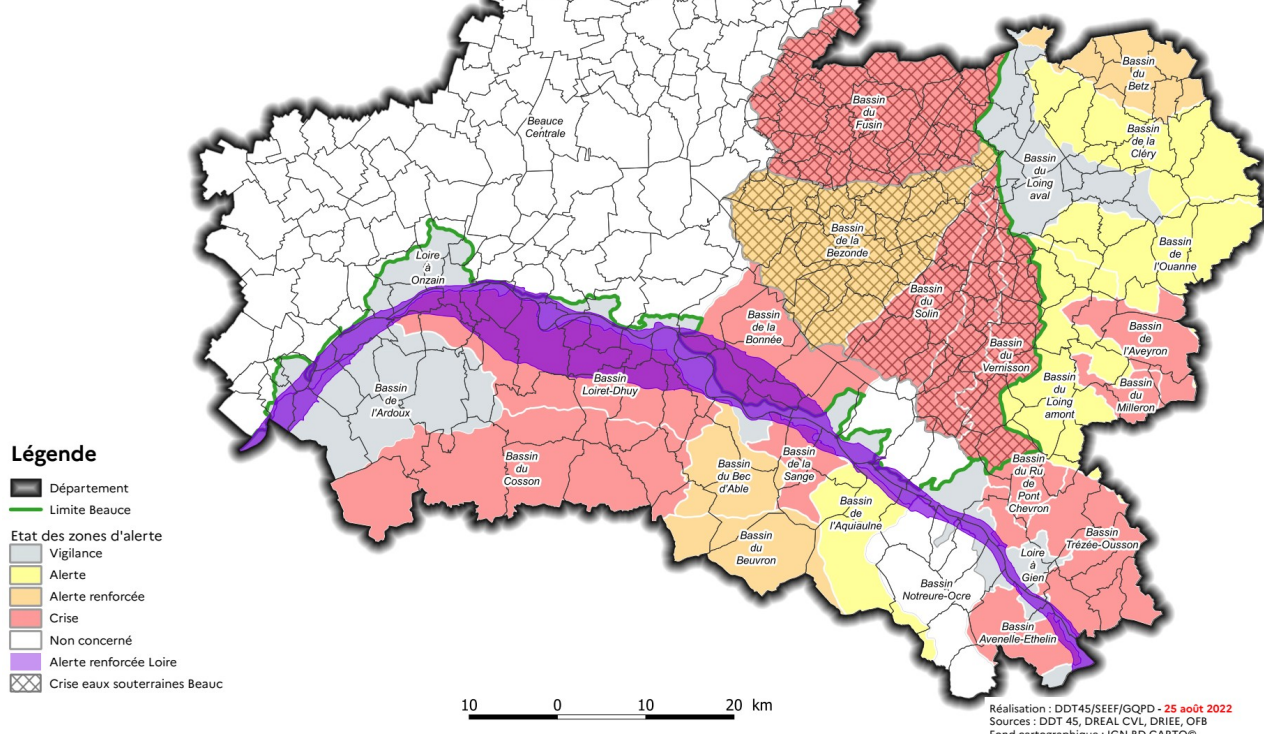 Beauce
Centrale
Bassin
du
Fusin
Bassin
du
Betz
Bassin
de la
Cléry
Bassin
du
Loing
aval
Bassin
de la
Bezonde
Bassin
de
l'Ouanne
Loire
à
Onzain
Bassin
du
Solin
Bassin
de la
Bonnée
Bassin
du
Vernisson
Bassin
de
l'Aveyron
Bassin
du
Milleron
Bassin
du Loing
amont
Bassin
Loiret-Dhuy
Bassin
de
l'Ardoux
Bassin
du
Cosson
Bassin
du Bec
d'Able
Bassin
de la
Sange
Bassin
du Ru
de
Pont
Chevron
Bassin
de
l'Aquiaulne
Bassin
du
Beuvron
Bassin
Trézée-Ousson
Loire
à
Gien
Bassin
Notreure-Ocre
Bassin
Avenelle-Ethelin
Légende
Département
Limite Beauce
Etat des zones d'alerte
Vigilance
Alerte
Alerte renforcée
Crise
Non concerné
Alerte renforcée Loire
Crise eaux souterraines Beauc
10 0 10 20 km
Réalisation : DDT45/SEEF/GQPD - 25 août 2022
Sources : DDT 45, DREAL CVL, DRIEE, OFB
Fond cartographique : IGN BD CARTO©